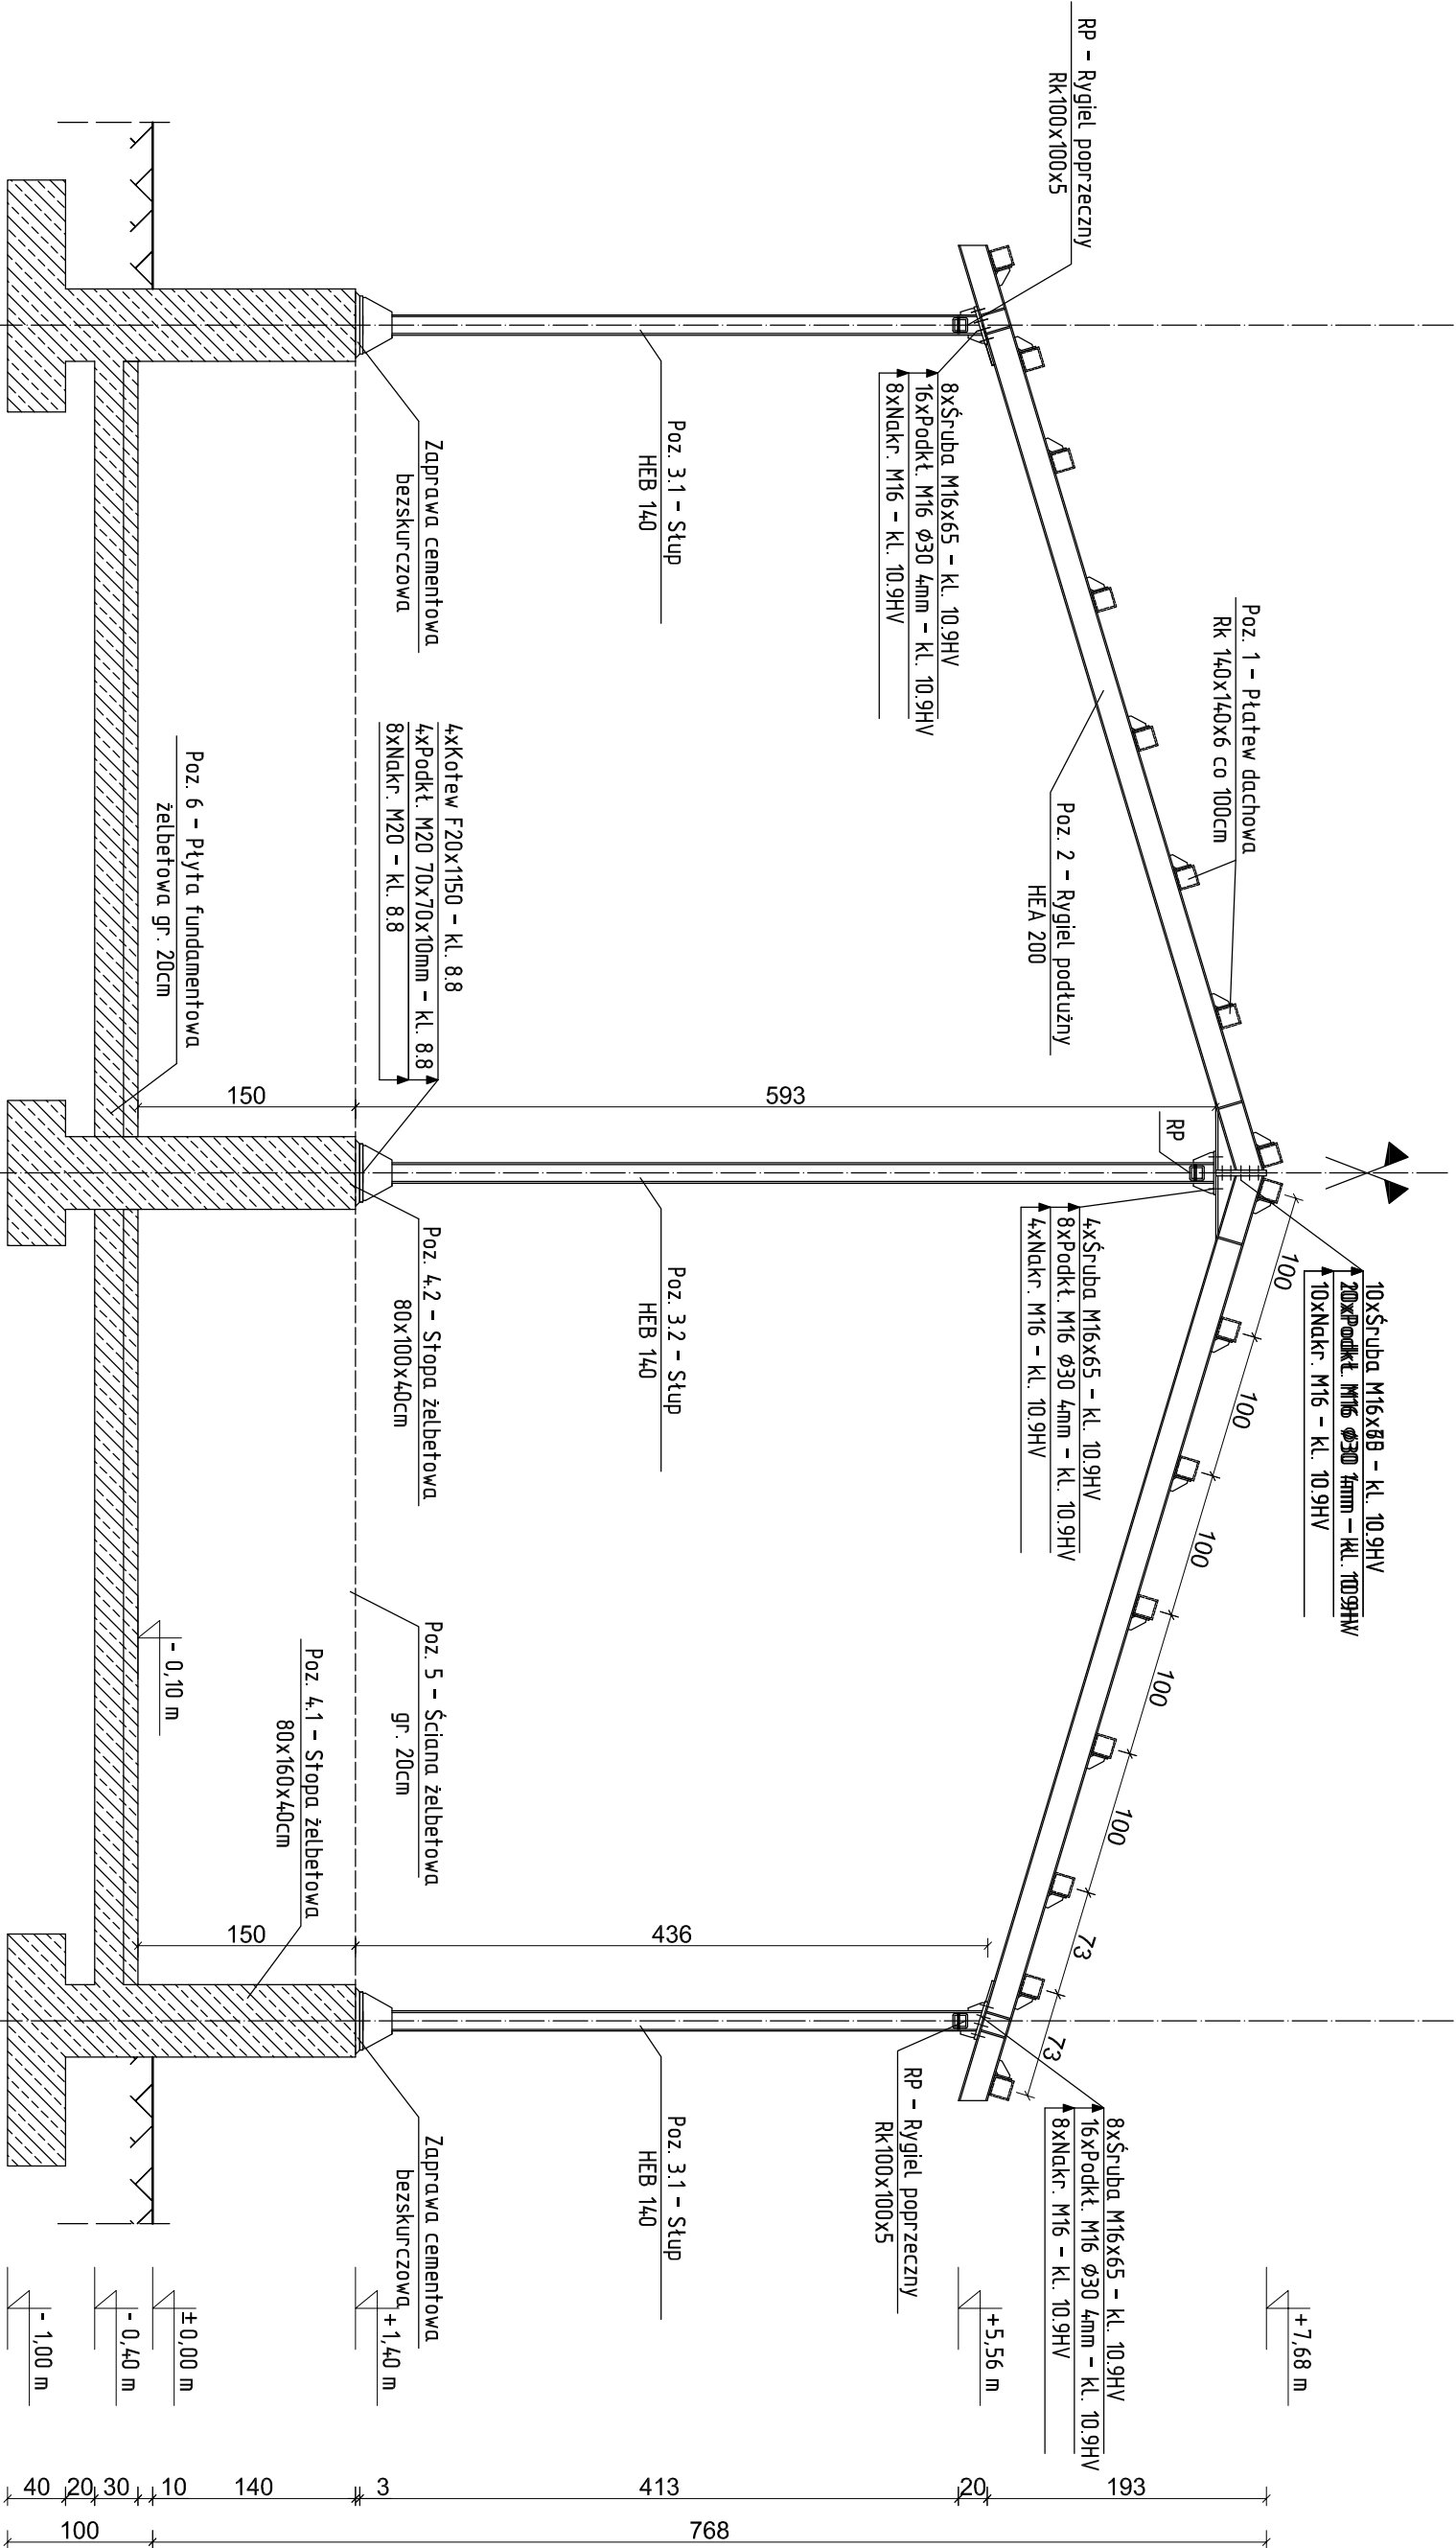 RP - Rygiel poprzeczny
Rk100x100x5
8xŚruba M16x65 - kl. 10.9HV
16xPodkł. M16 ϕ30 4mm - kl. 10.9HV
8xNakr. M16 - kl. 10.9HV
Poz. 3.1 - Słup
HEB 140
Zaprawa cementowa
bezskurczowa
Poz. 1 - Płatew dachowa
Rk 140x140x6 co 100cm
Poz. 2 - Rygiel podłużny
HEA 200
4xKotew F20x1150 - kl. 8.8
4xPodkł. M20 70x70x10mm - kl. 8.8
8xNakr. M20 - kl. 8.8
Poz. 6 - Płyta fundamentowa
żelbetowa gr. 20cm
150
593
RP
10xŚruba M16x - kl. 10.9HV
10xNakr. M16 - kl. 10.9HV
4xŚruba M16x65 - kl. 10.9HV
8xPodkł. M16 ϕ30 4mm - kl. 10.9HV
4xNakr. M16 - kl. 10.9HV
Poz. 3.2 - Słup
HEB 140
Poz. 4.2 - Stopa żelbetowa
80x100x40cm
100
100
100
100
100
73
73
Poz. 5 - Ściana żelbetowa
gr. 20cm
- 0,10 m
Poz. 4.1 - Stopa żelbetowa
80x160x40cm
150
436
8xŚruba M16x65 - kl. 10.9HV
16xPodkł. M16 ϕ30 4mm - kl. 10.9HV
8xNakr. M16 - kl. 10.9HV
RP - Rygiel poprzeczny
Rk100x100x5
Poz. 3.1 - Słup
HEB 140
Zaprawa cementowa
bezskurczowa
+7,68 m
+5,56 m
+1,40 m
±0,00 m
- 0,40 m
- 1,00 m
40
20
30
10
140
3
413
20
193
100
768